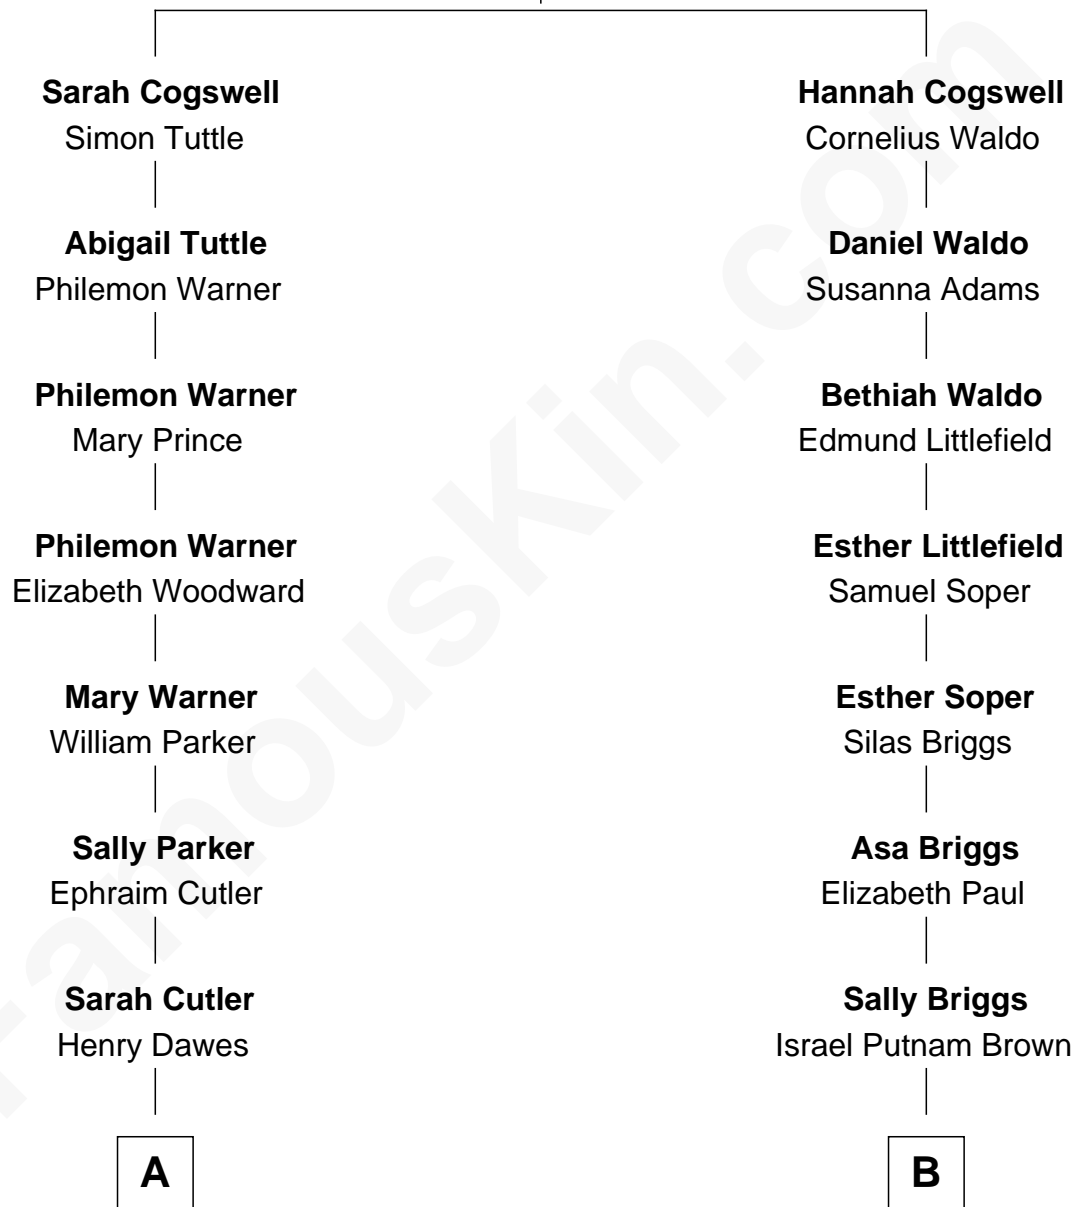 Sarah Cogswell
Simon Tuttle
Abigail Tuttle
Philemon Warner
Philemon Warner
Mary Prince
Philemon Warner
Elizabeth Woodward
Mary Warner
William Parker
Sally Parker
Ephraim Cutler
Sarah Cutler
Henry Dawes
A
Hannah Cogswell
Cornelius Waldo
Daniel Waldo
Susanna Adams
Bethiah Waldo
Edmund Littlefield
Esther Littlefield
Samuel Soper
Esther Soper
Silas Briggs
Asa Briggs
Elizabeth Paul
Sally Briggs
Israel Putnam Brown
B
FamousKin.com